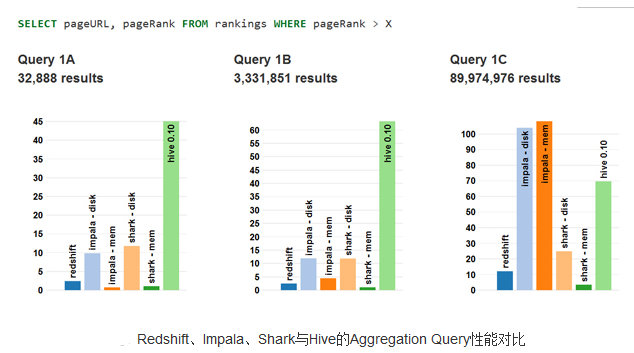 SELECT pageURL, pageRank FROM rankings WHERE pageRank > X
Query 1A
32,888 results
45
40
35
30
25
20
15
10
5
0
redshift
impala - disk
impala - mem
shark - disk
shark - mem
hive 0.10
Query 1B
3,331,851 results
60
55
50
45
40
35
30
25
20
15
10
5
0
redshift
impala - disk
impala - mem
shark - disk
shark - mem
hive 0.10
Query 1C
89,974,976 results
100
90
80
70
60
50
40
30
20
10
0
redshift
impala - disk
impala - mem
shark - disk
shark - mem
hive 0.10
Redshift、Impala、Shark与Hive的Aggregation Query性能对比